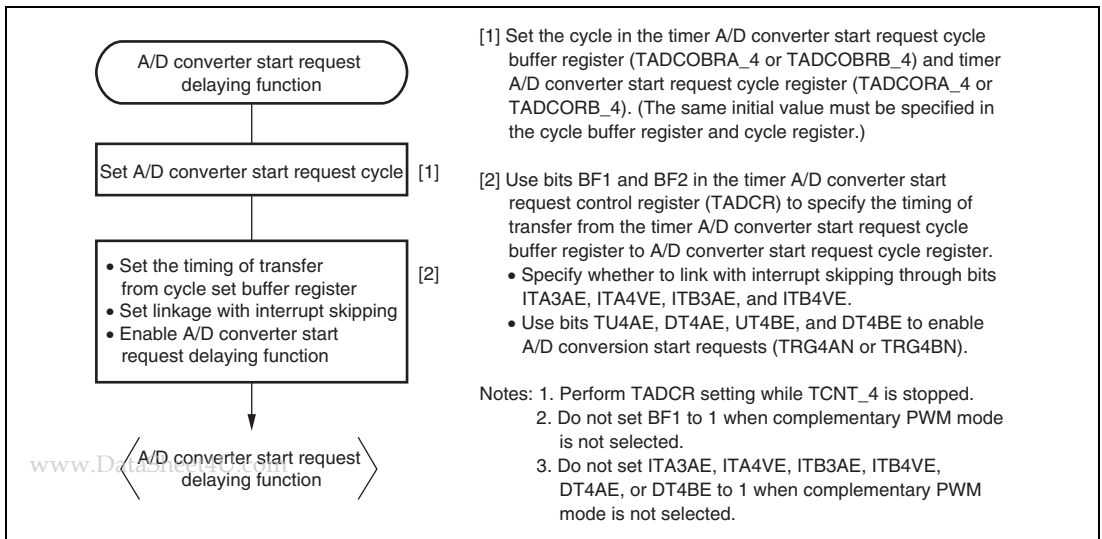 A/D converter start request
delaying function
Set A/D converter start request cycle
[1]
• Set the timing of transfer
from cycle set buffer register
• Set linkage with interrupt skipping
• Enable A/D converter start
request delaying function
[2]
A/D converter start request
delaying function
www.DataSheet4U.com
[1] Set the cycle in the timer A/D converter start request cycle
buffer register (TADCOBRA_4 or TADCOBRB_4) and timer
A/D converter start request cycle register (TADCORA_4 or
TADCORB_4). (The same initial value must be specified in
the cycle buffer register and cycle register.)
[2] Use bits BF1 and BF2 in the timer A/D converter start
request control register (TADCR) to specify the timing of
transfer from the timer A/D converter start request cycle
buffer register to A/D converter start request cycle register.
• Specify whether to link with interrupt skipping through bits
ITA3AE, ITA4VE, ITB3AE, and ITB4VE.
• Use bits TU4AE, DT4AE, UT4BE, and DT4BE to enable
A/D conversion start requests (TRG4AN or TRG4BN).
Notes: 1. Perform TADCR setting while TCNT_4 is stopped.
2. Do not set BF1 to 1 when complementary PWM mode
is not selected.
3. Do not set ITA3AE, ITA4VE, ITB3AE, ITB4VE,
DT4AE, or DT4BE to 1 when complementary PWM
mode is not selected.